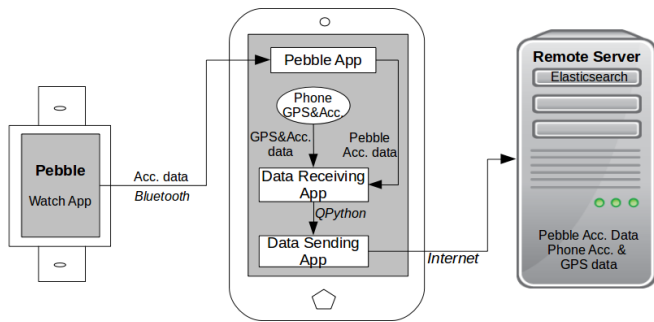 Pebble
Watch App
Acc. data
Bluetooth
Pebble App
Phone
GPS&Acc.
GPS&Acc.
data
Pebble
Acc. data
Data Receiving
App
QPython
Data Sending
App
Internet
Remote Server
Elasticsearch
Pebble Acc. Data
Phone Acc. &
GPS data